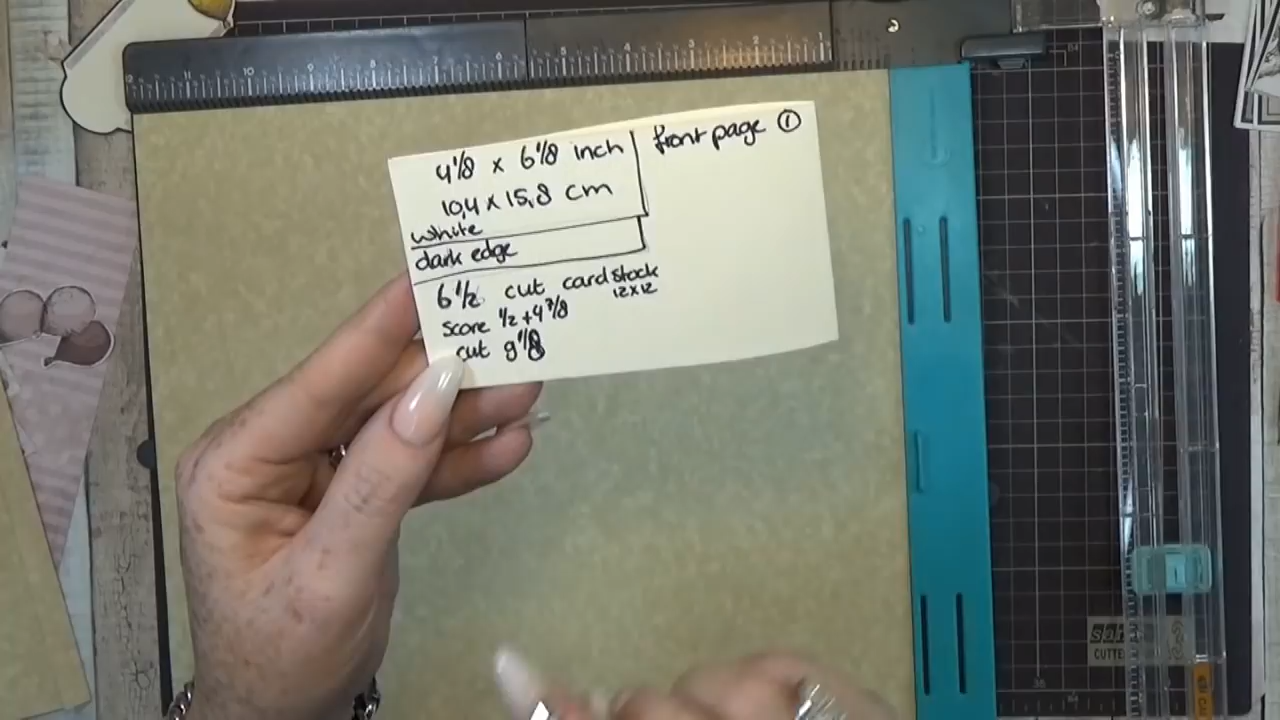 front page ①
4 1/8 x 6 1/8 inch
10,4 x 15,8 cm
white
dark edge
6 1/2 cut cardstock
12x12
score 1/2 + 4 7/8
cut 9 1/8